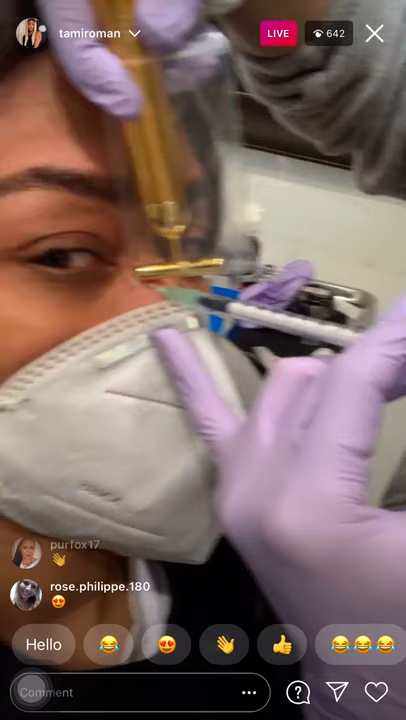 tamiroman
LIVE
642
purfox17
👋
rose.philippe.180
😍
Hello 😂 😍 👋 👍 😂😂😂
Comment